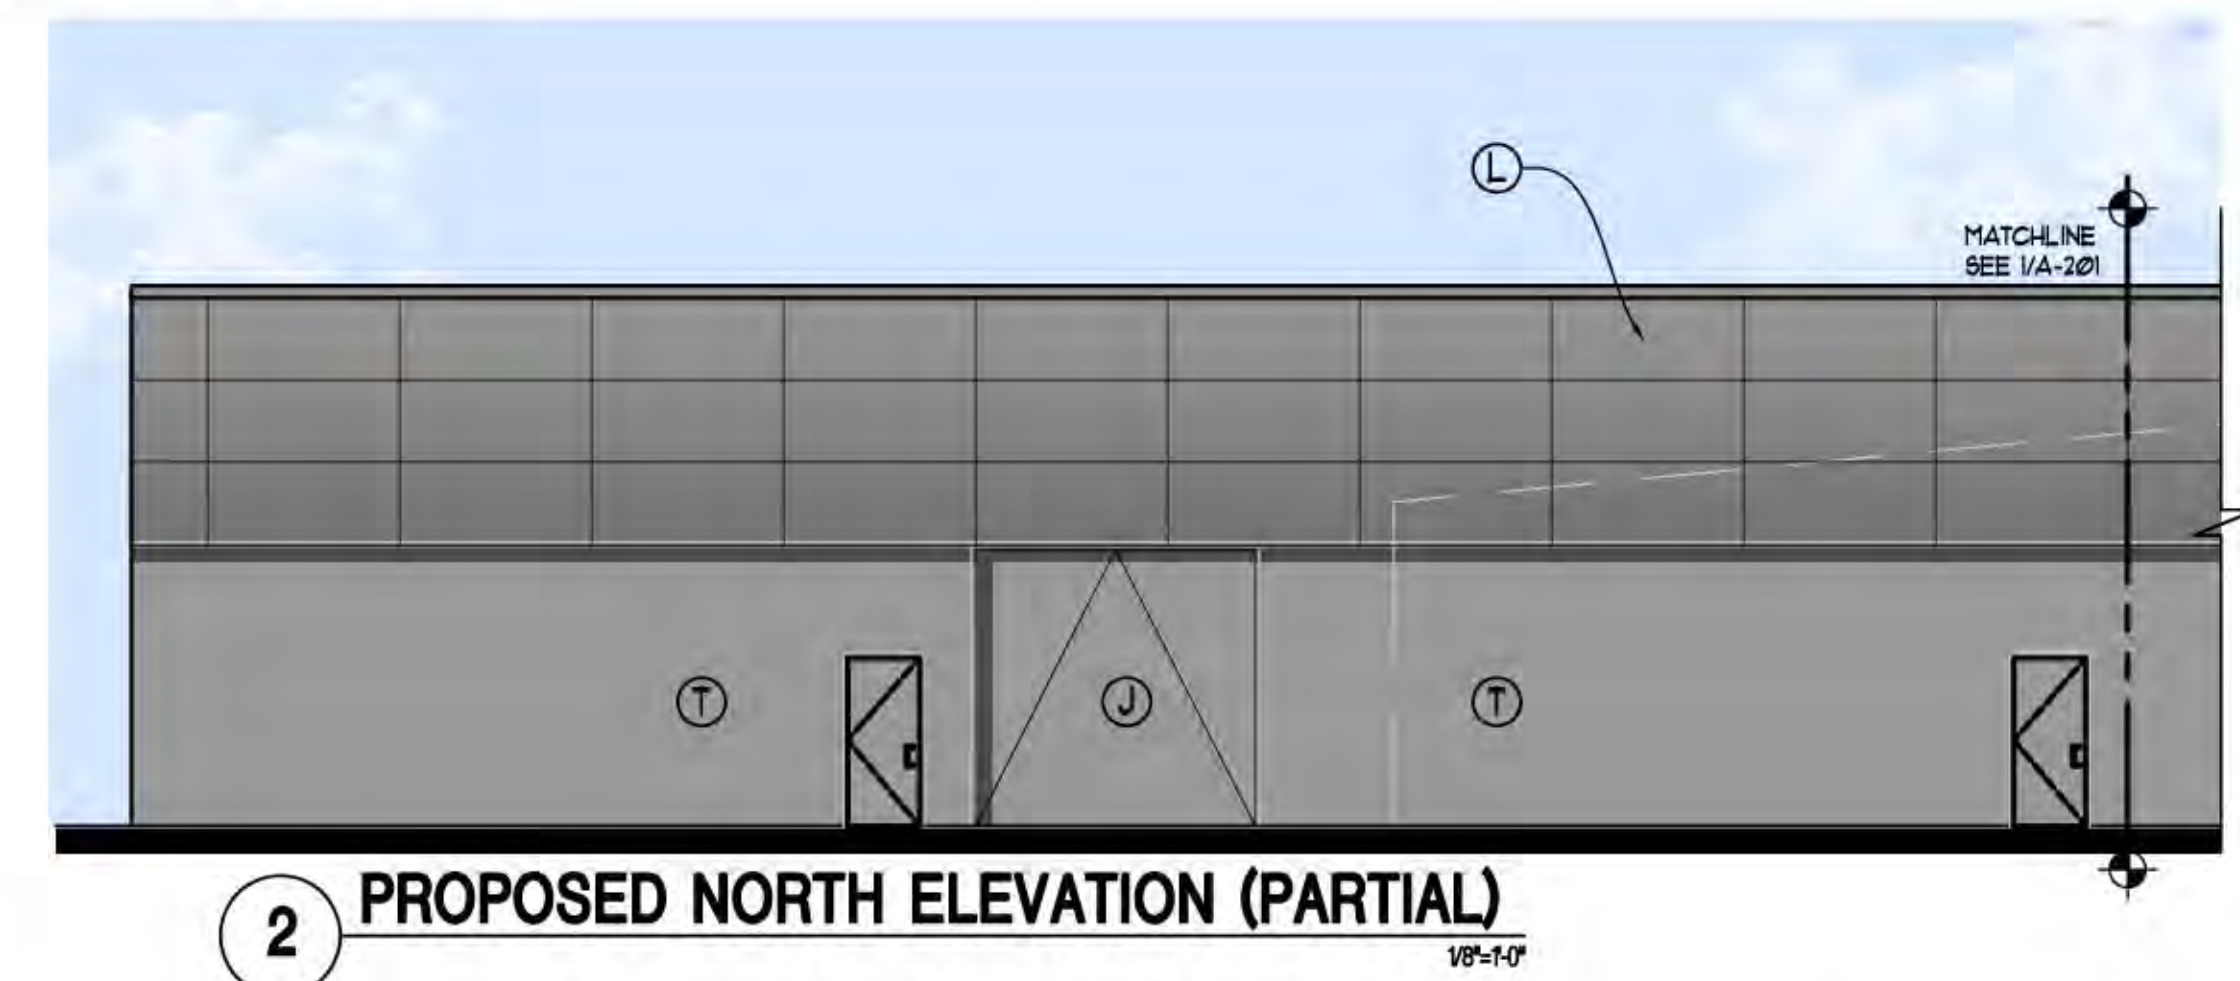 L
MATCHLINE
SEE 1/A-201
T
J
T
2
PROPOSED NORTH ELEVATION (PARTIAL)
1/8"=1'-0"